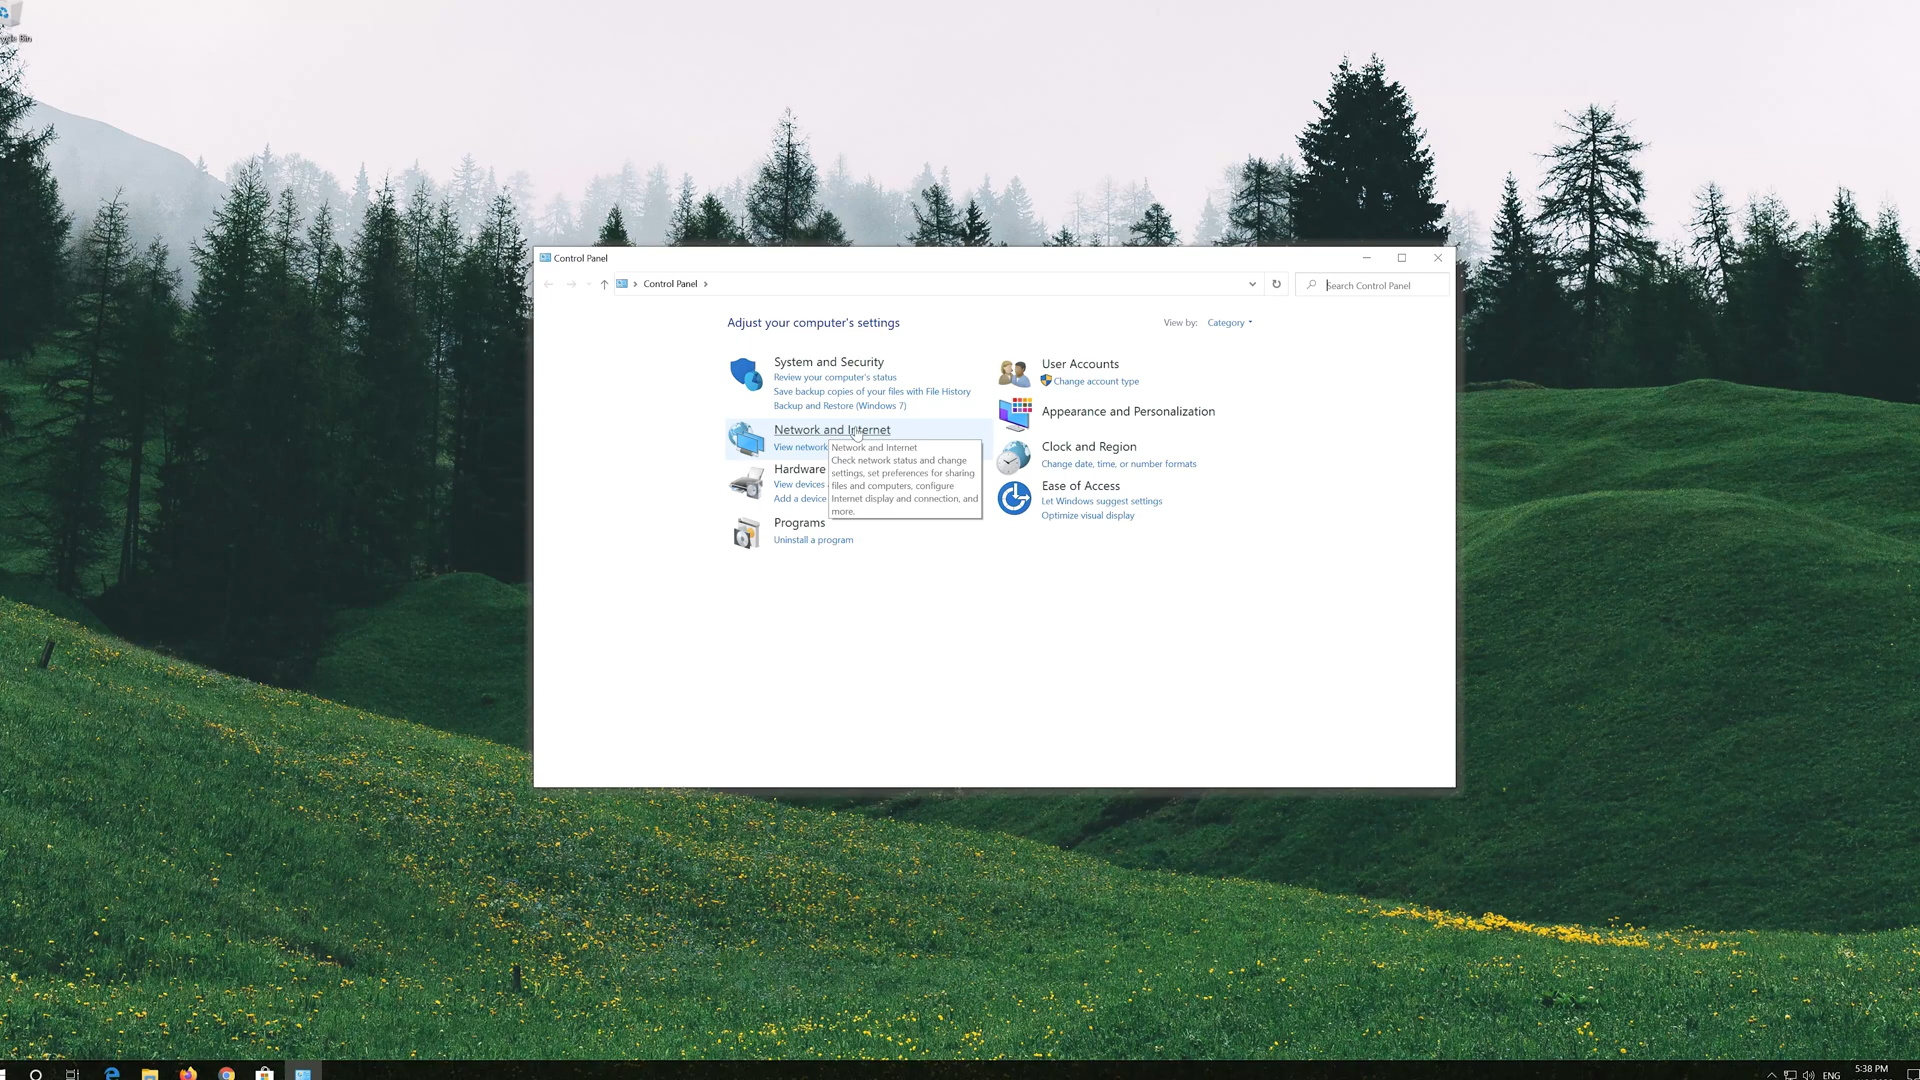 Control Panel
Control Panel
Search Control Panel
Adjust your computer's settings
View by:
Category
System and Security
Review your computer's status
Save backup copies of your files with File History
Backup and Restore (Windows 7)
Network and Internet
View network
Network and Internet
Check network status and change
settings, set preferences for sharing
files and computers, configure
Internet display and connection, and
more.
Hardware
View devices
Add a device
Programs
Uninstall a program
User Accounts
Change account type
Appearance and Personalization
Clock and Region
Change date, time, or number formats
Ease of Access
Let Windows suggest settings
Optimize visual display
ENG
5:38 PM